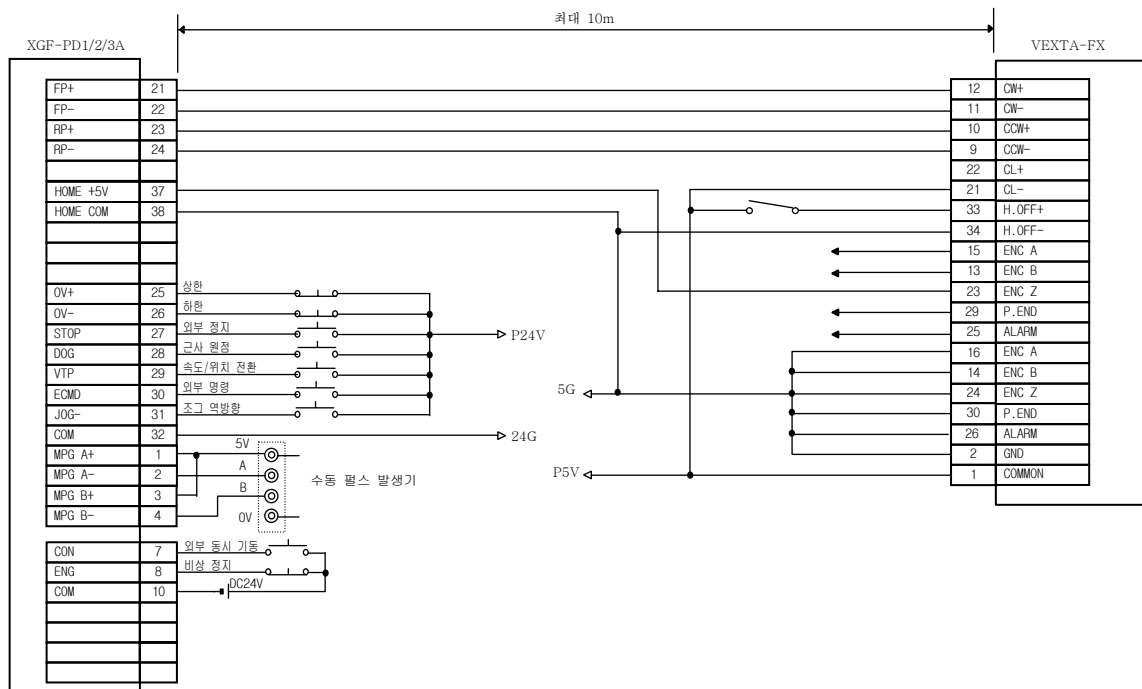 최대 10m
XGF-PD1/2/3A
VEXTA-FX
FP+ 21
FP- 22
RP+ 23
RP- 24
HOME +5V 37
HOME COM 38
OV+ 25 상한
OV- 26 하한
STOP 27 외부 정지
DOG 28 근사 원점
VTP 29 속도/위치 전환
ECMD 30 외부 명령
JOG- 31 조그 역방향
COM 32
MPG A+ 1
MPG A- 2
MPG B+ 3
MPG B- 4
P24V
24G
5V
A
B
0V
수동 펄스 발생기
CON 7 외부 동시 기동
ENG 8 비상 정지
COM 10 DC24V
5G
P5V
12 CW+
11 CW-
10 CCW+
9 CCW-
22 CL+
21 CL-
33 H.OFF+
34 H.OFF-
15 ENC A
13 ENC B
23 ENC Z
29 P.END
25 ALARM
16 ENC A
14 ENC B
24 ENC Z
30 P.END
26 ALARM
2 GND
1 COMMON